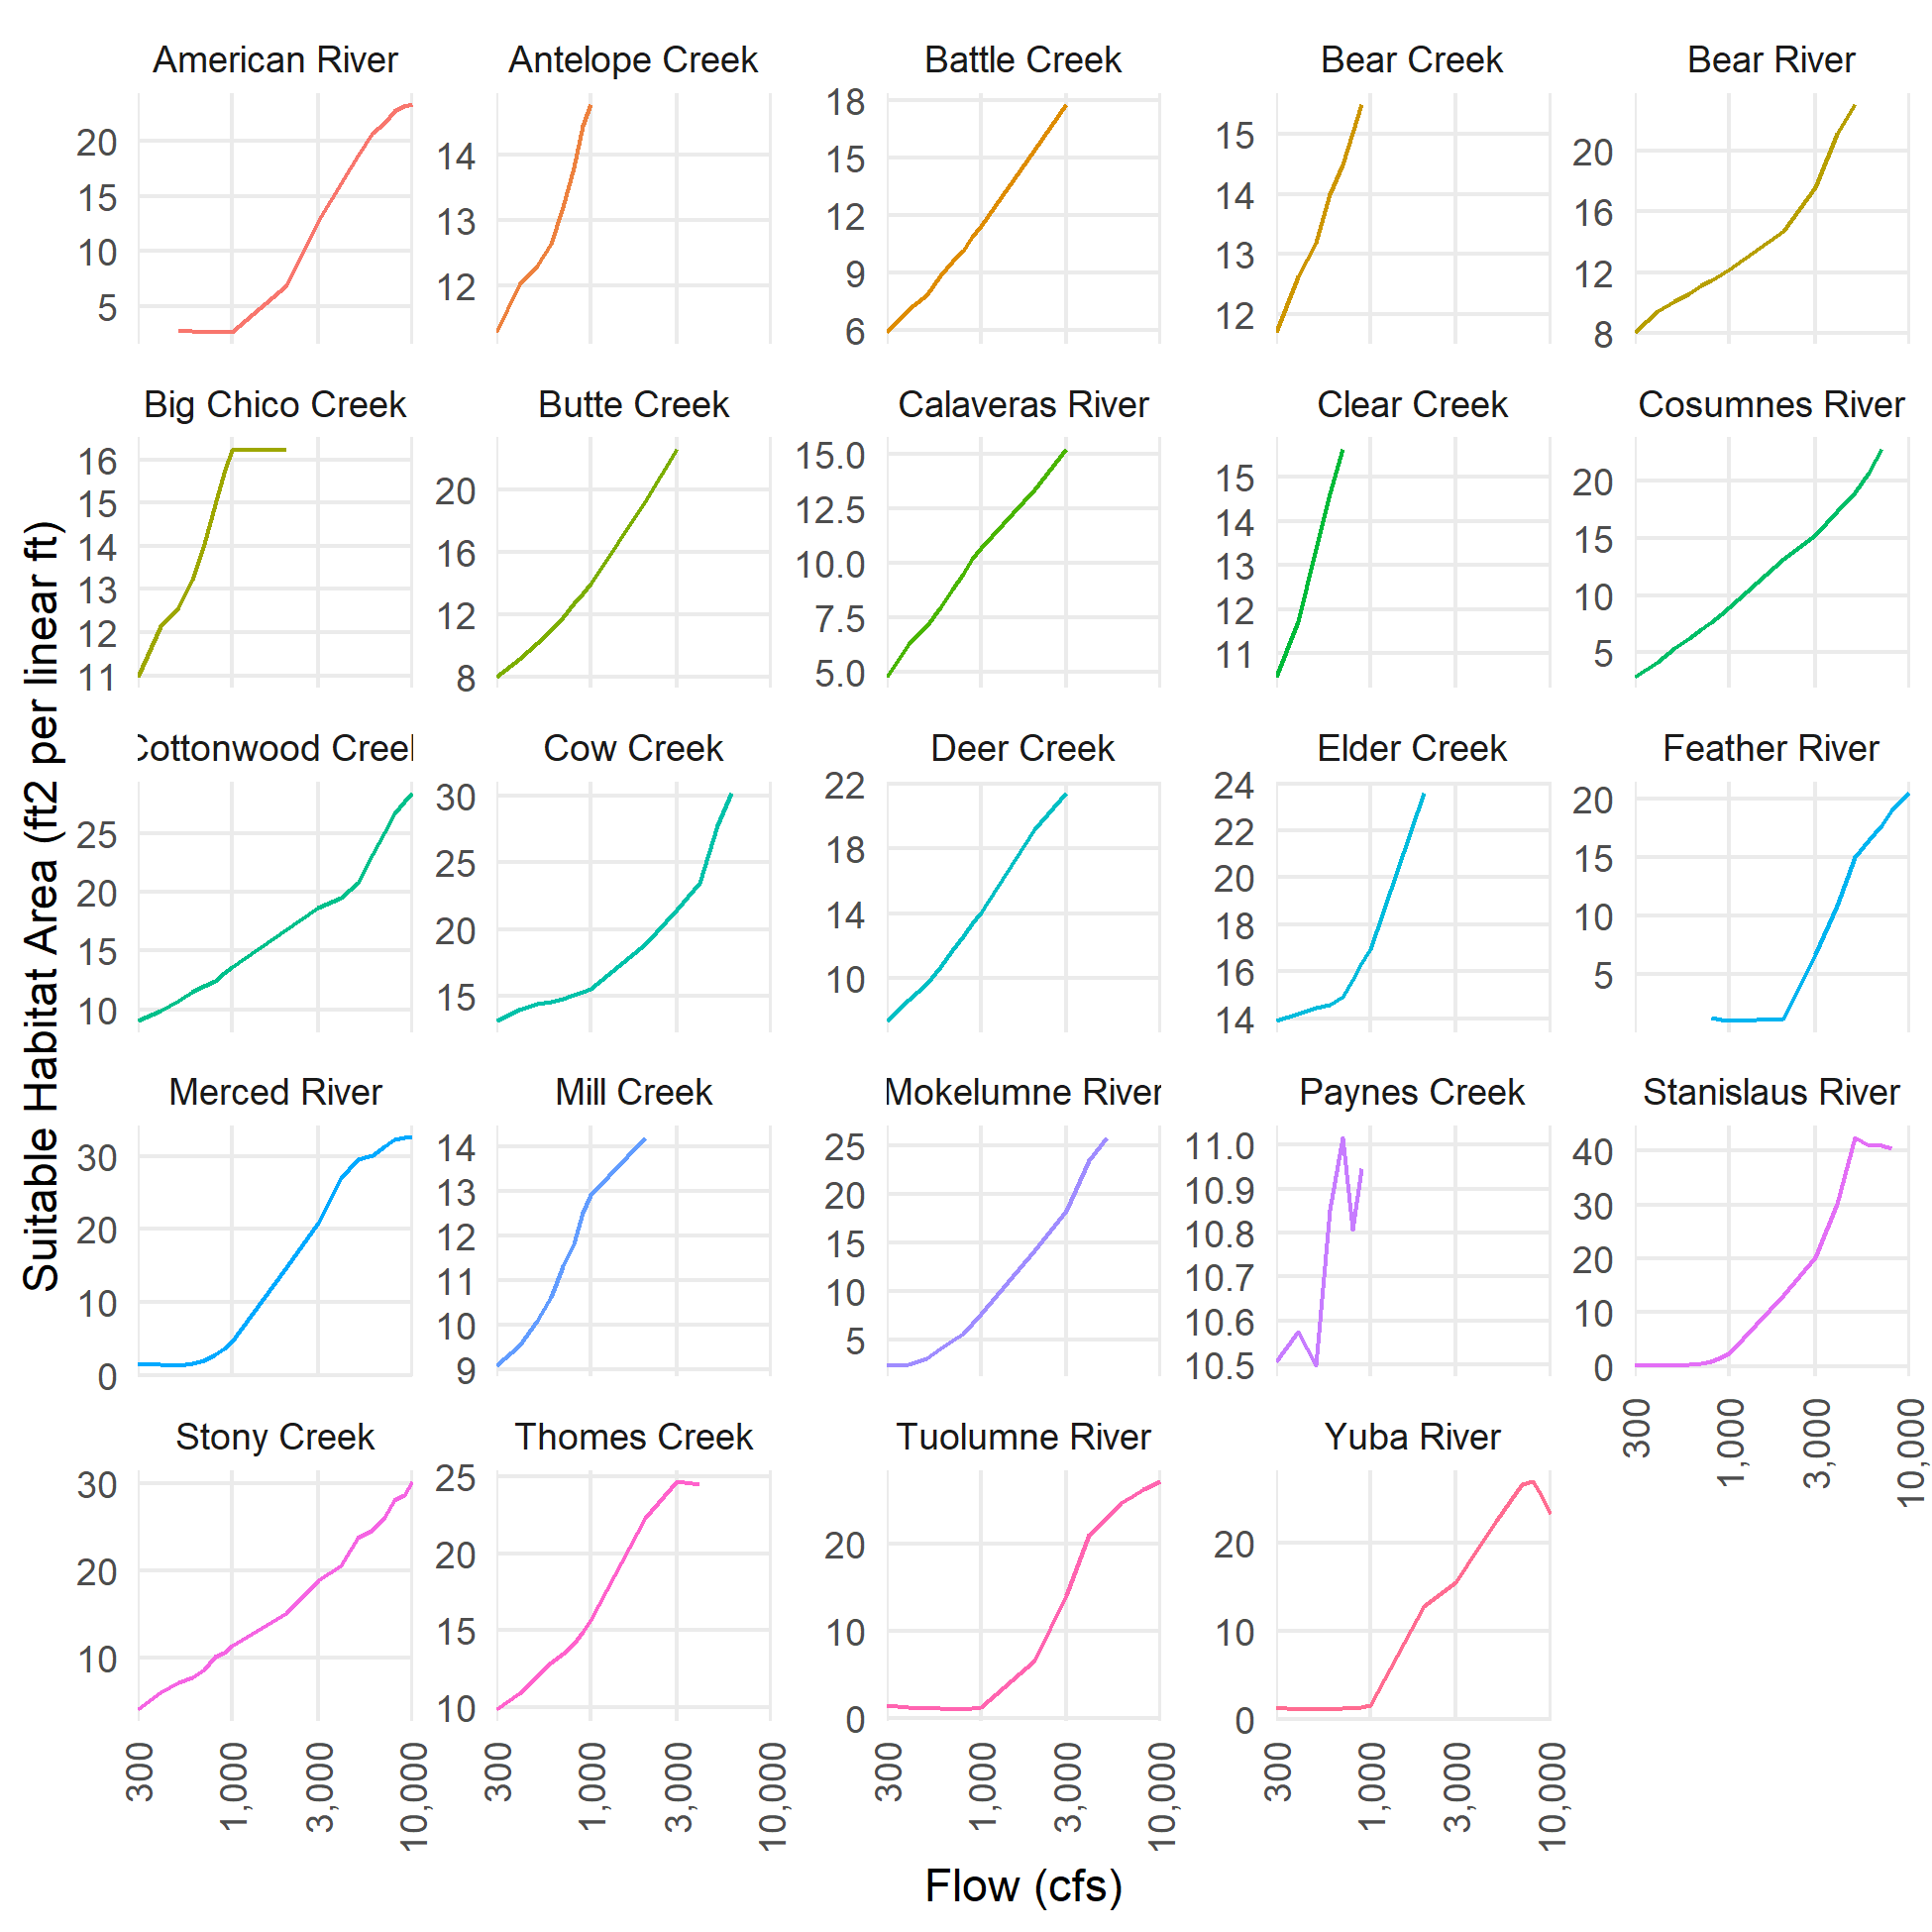 American River Antelope Creek Battle Creek Bear Creek Bear River
20 15 10 5
14 13 12
18 15 12 9 6
15 14 13 12
20 16 12 8
Big Chico Creek Butte Creek Calaveras River Clear Creek Cosumnes River
16 15 14 13 12 11
20 16 12 8
15.0 12.5 10.0 7.5 5.0
15 14 13 12 11
20 15 10 5
Suitable Habitat Area (ft2 per linear ft)
Cottonwood Creek Cow Creek Deer Creek Elder Creek Feather River
25 20 15 10
30 25 20 15
22 18 14 10
24 22 20 18 16 14
20 15 10 5
Merced River Mill Creek Mokelumne River Paynes Creek Stanislaus River
30 20 10 0
14 13 12 11 10 9
25 20 15 10 5
11.0 10.9 10.8 10.7 10.6 10.5
40 30 20 10 0
300 1,000 3,000 10,000
Stony Creek Thomes Creek Tuolumne River Yuba River
30 20 10
25 20 15 10
20 10 0
20 10 0
300 1,000 3,000 10,000
300 1,000 3,000 10,000
300 1,000 3,000 10,000
300 1,000 3,000 10,000
Flow (cfs)